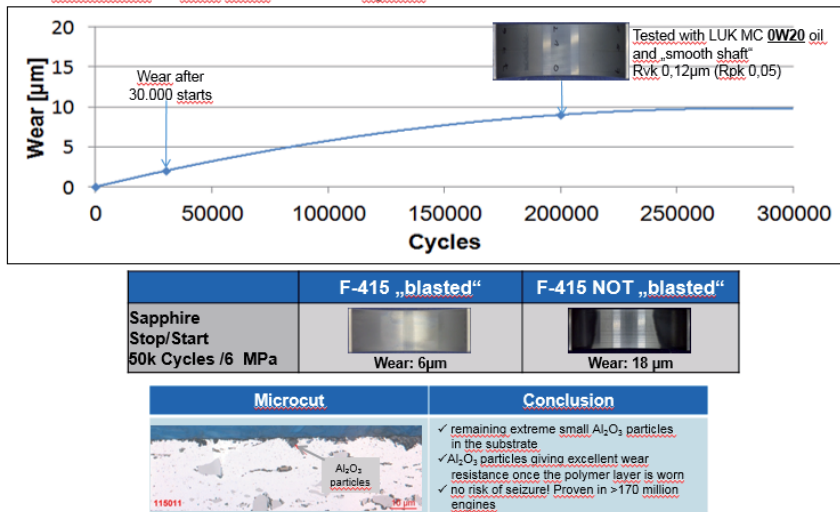 20
15
10
5
0
Wear [µm]
Wear after
30.000 starts
Tested with LUK MC 0W20 oil
and „smooth shaft“
Rvk 0,12µm (Rpk 0,05)
0
50000
100000
150000
200000
250000
300000
Cycles
F-415 „blasted“
F-415 NOT „blasted“
Sapphire
Stop/Start
50k Cycles /6 MPa
Wear: 6µm
Wear: 18 µm
Microcut
Conclusion
Al₂O₃
particles
115011
10 µm
✓ remaining extreme small Al₂O₃ particles
in the substrate
✓Al₂O₃ particles giving excellent wear
resistance once the polymer layer is worn
✓ no risk of seizure! Proven in >170 million
engines